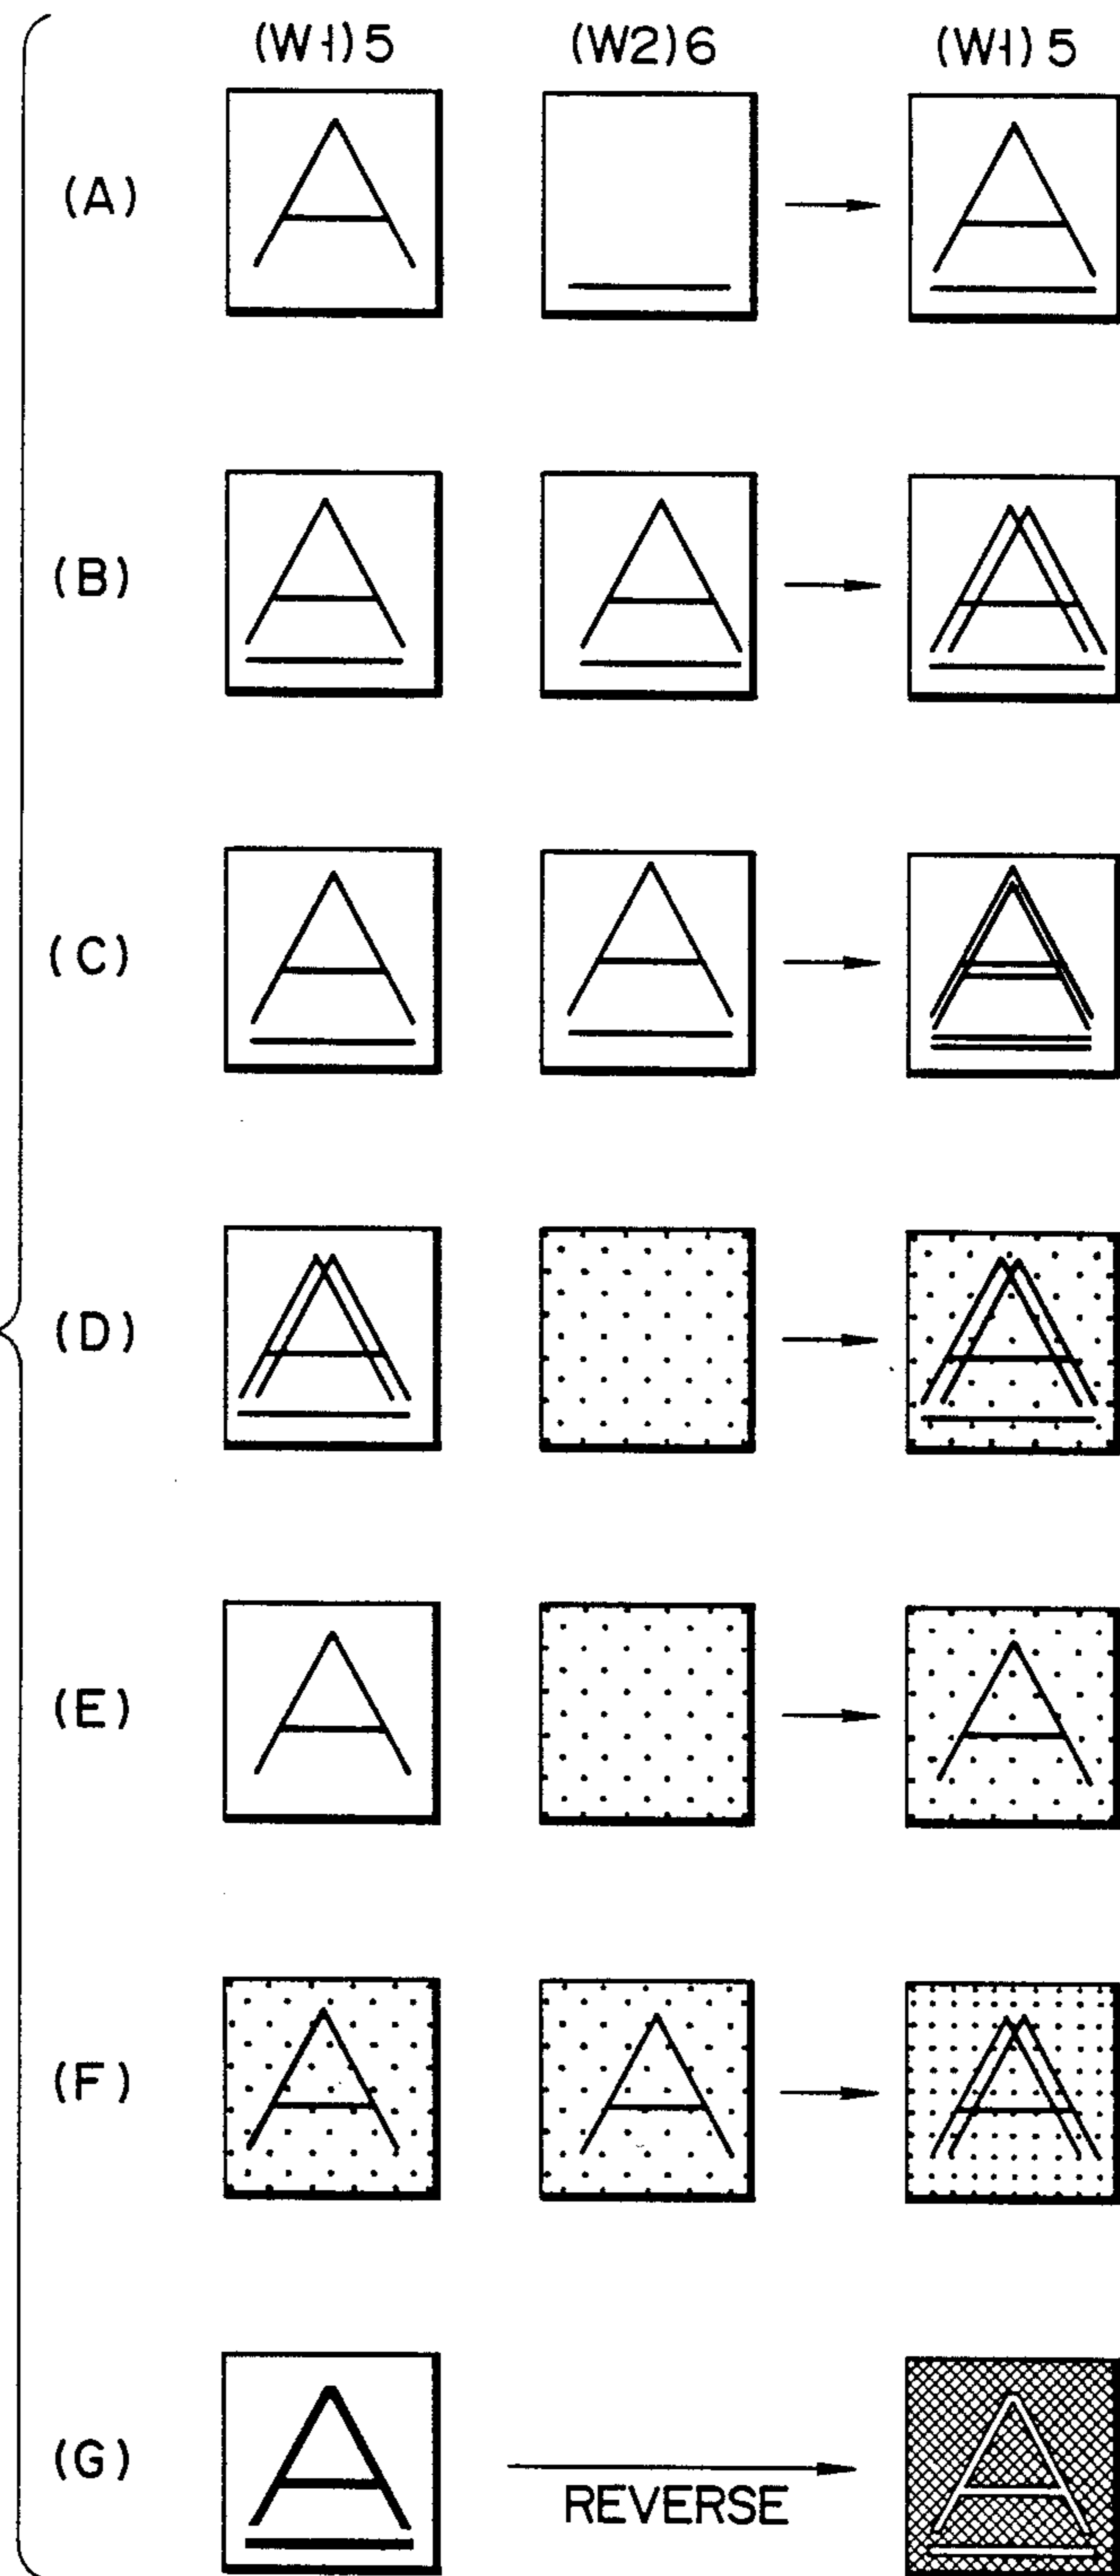 (W1)5 (W2)6 (W1)5
(A) A A
(B) A A A
(C) A A A
(D) A A
(E) A A
(F) A A A
(G) A REVERSE A